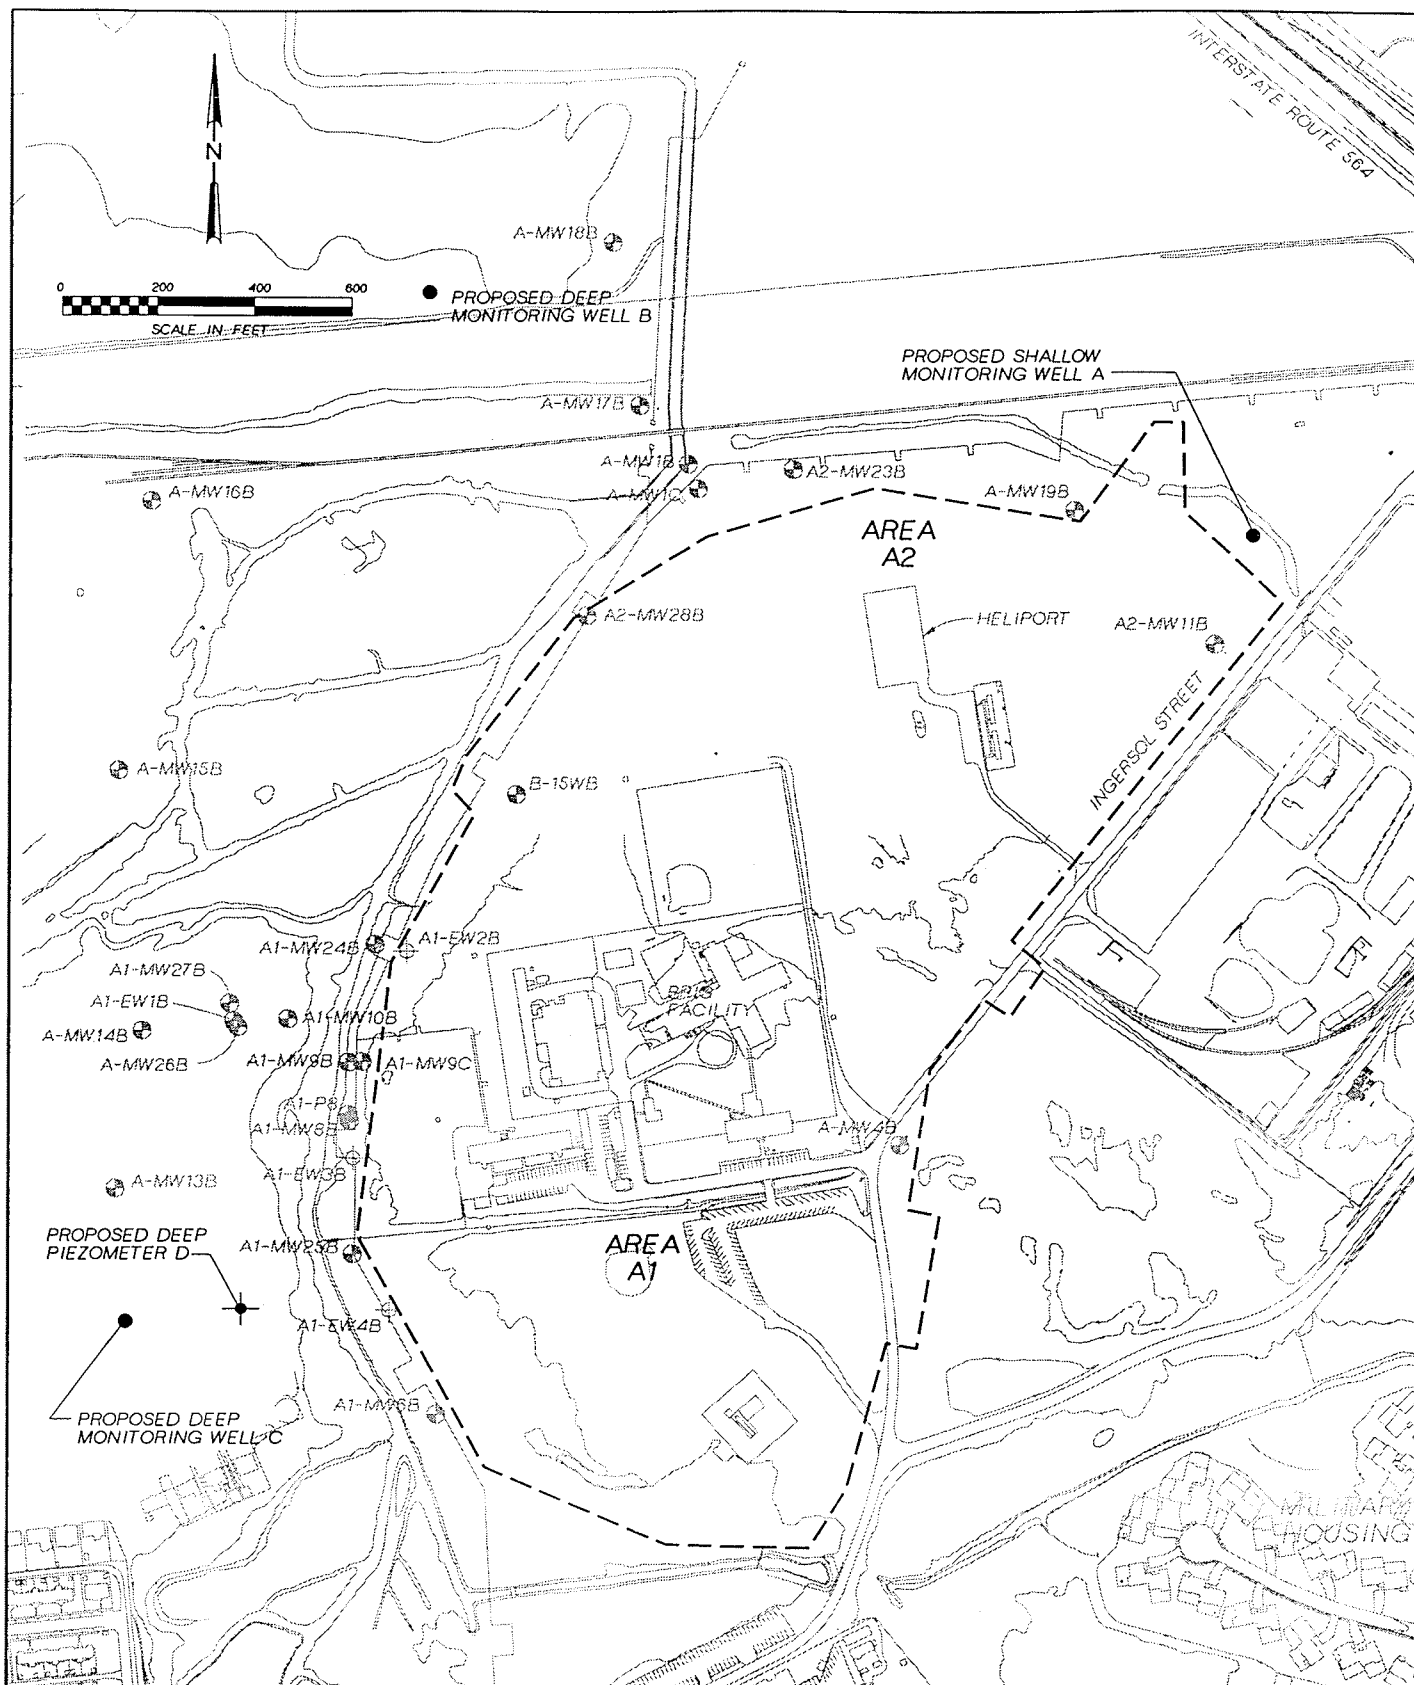 INTERSTATE ROUTE 564
N
A-MW18B
0 200 400 600
SCALE IN FEET
PROPOSED DEEP
MONITORING WELL B
PROPOSED SHALLOW
MONITORING WELL A
A-MW17B
A-MW1B
A2-MW23B
A-MW16B
A-MW1C
A-MW19B
AREA
A2
A2-MW28B
HELIPORT
A2-MW11B
INGERSOL STREET
A-MW15B
B-15WB
A1-MW24B
A1-EW2B
A1-MW27B
A1-EW1B
A1-MW10B
A-MW14B
A-MW26B
FACILITY
A1-MW9B
A1-MW9C
A1-P8
A1-MW8B
A-MW4B
A1-EW3B
A-MW13B
PROPOSED DEEP
PIEZOMETER D
A1-MW25B
AREA
A1
A1-EW4B
A1-MW6B
PROPOSED DEEP
MONITORING WELL C
MILITARY
HOUSING